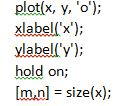 plot(x, y, 'o');
xlabel('x');
ylabel('y');
hold on;
[m,n] = size(x);